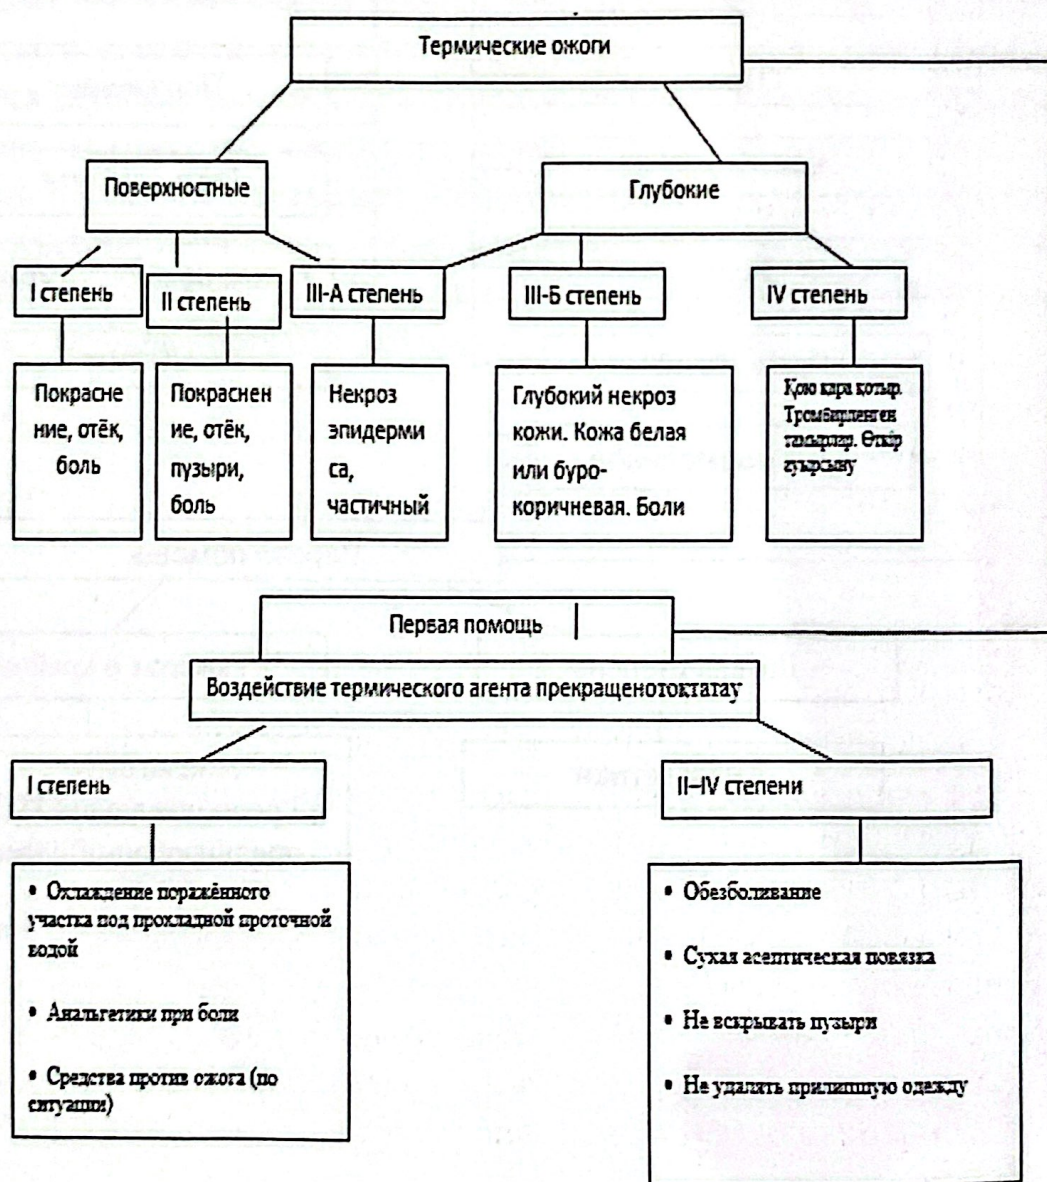 Термические ожоги
Поверхностные
Глубокие
I степень
II степень
III-А степень
III-Б степень
IV степень
Покрасне
ние, отёк,
боль
Покраснен
ие, отёк,
пузыри,
боль
Некроз
эпидерми
са,
частичный
Глубокий некроз
кожи. Кожа белая
или буро-
коричневая. Боли
Қою қара қотыр.
Тромбирленген
тамырлар. Өткір
ауырсыну
Первая помощь
Воздействие термического агента прекращенотоқтатау
I степень
II–IV степени
• Охлаждение поражённого
участка под прохладной проточной
водой
• Анальгетики при боли
• Средства против ожога (по
ситуации)
• Обезболивание
• Сухая асептическая повязка
• Не вскрывать пузыри
• Не удалять прилипшую одежду